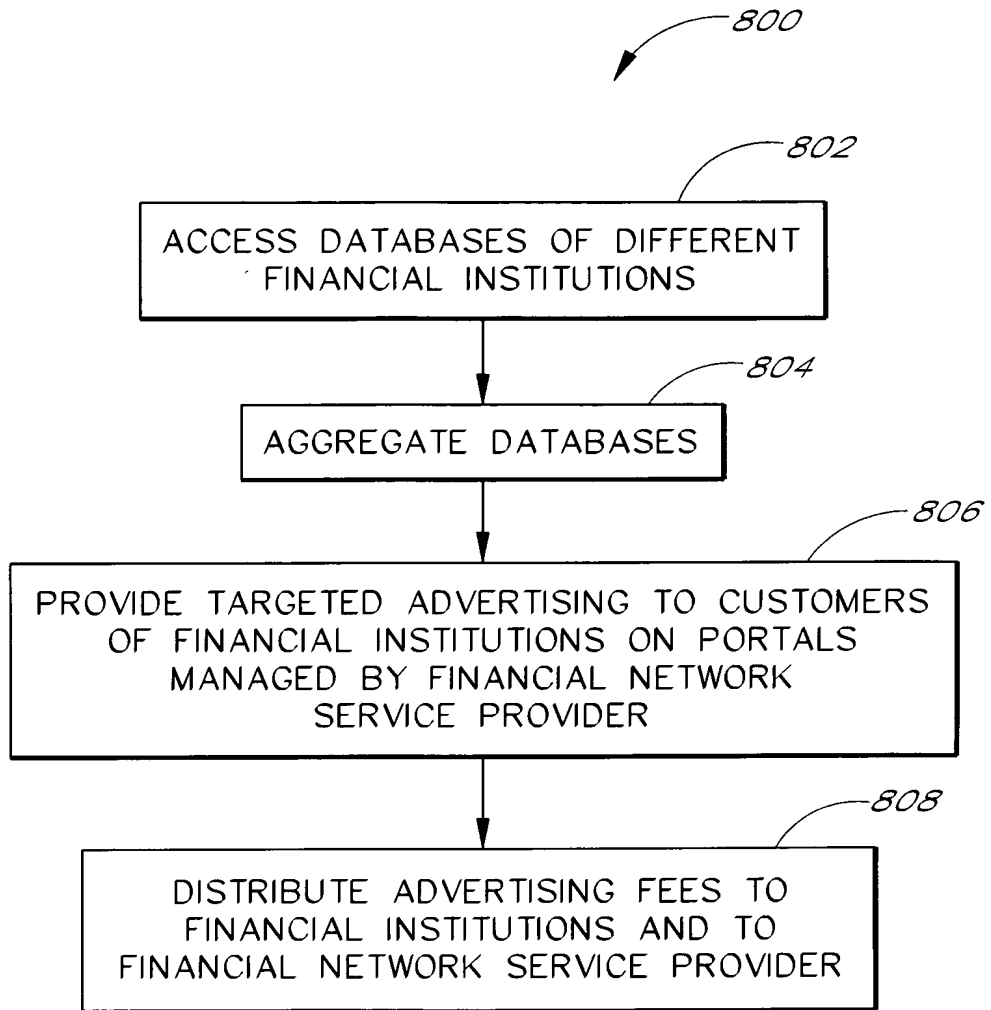 800
802
ACCESS DATABASES OF DIFFERENT
FINANCIAL INSTITUTIONS
804
AGGREGATE DATABASES
806
PROVIDE TARGETED ADVERTISING TO CUSTOMERS
OF FINANCIAL INSTITUTIONS ON PORTALS
MANAGED BY FINANCIAL NETWORK
SERVICE PROVIDER
808
DISTRIBUTE ADVERTISING FEES TO
FINANCIAL INSTITUTIONS AND TO
FINANCIAL NETWORK SERVICE PROVIDER